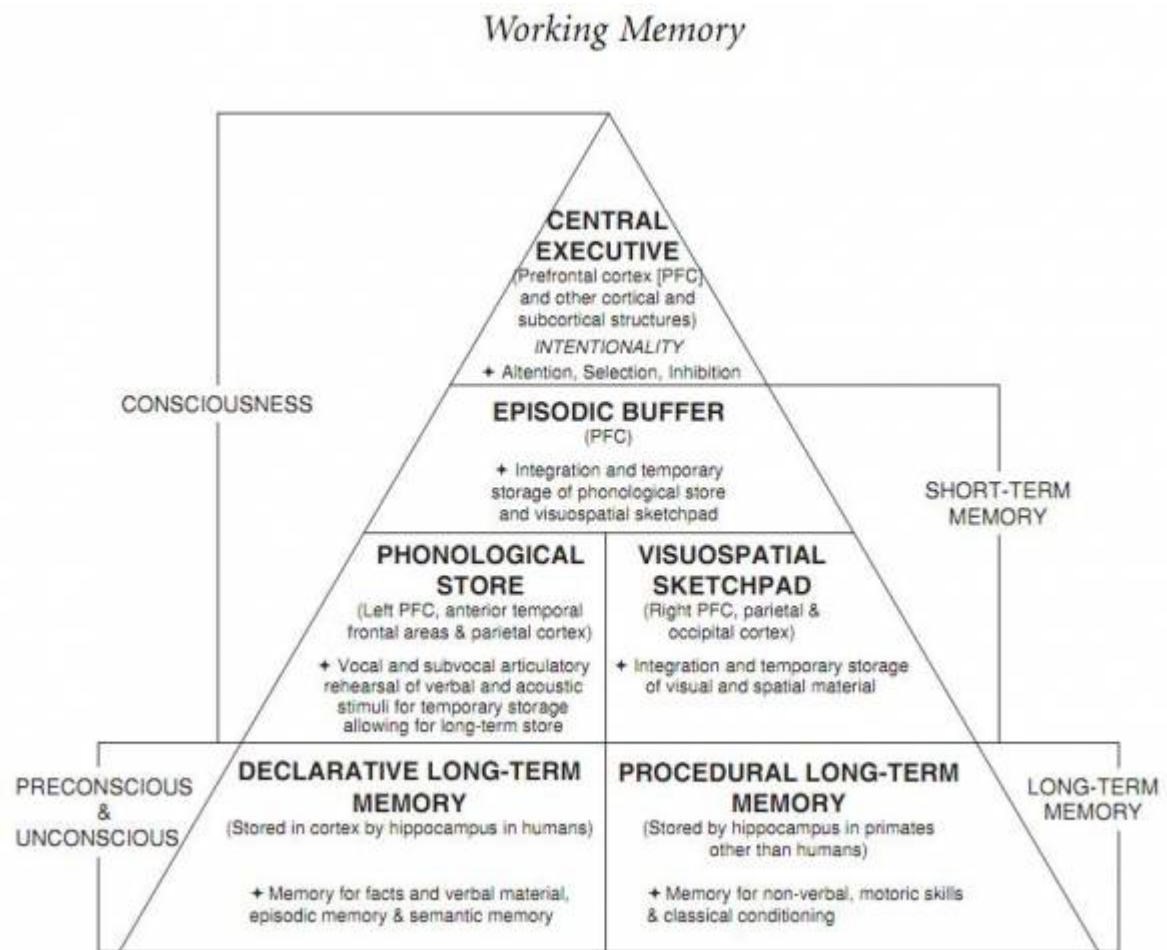 Working Memory
CENTRAL
EXECUTIVE
(Prefrontal cortex [PFC]
and other cortical and
subcortical structures)
INTENTIONALITY
✦ Altention, Selection, Inhibition
CONSCIOUSNESS
EPISODIC BUFFER
(PFC)
✦ Integration and temporary
storage of phonological store
and visuospatial sketchpad
SHORT-TERM
MEMORY
PHONOLOGICAL
STORE
(Left PFC, anterior temporal
frontal areas & parietal cortex)
✦ Vocal and subvocal articulatory
rehearsal of verbal and acoustic
stimuli for temporary storage
allowing for long-term store
VISUOSPATIAL
SKETCHPAD
(Right PFC, parietal &
occipital cortex)
✦ Integration and temporary storage
of visual and spatial material
PRECONSCIOUS
&
UNCONSCIOUS
DECLARATIVE LONG-TERM
MEMORY
(Stored in cortex by hippocampus in humans)
✦ Memory for facts and verbal material,
episodic memory & semantic memory
PROCEDURAL LONG-TERM
MEMORY
(Stored by hippocampus in primates
other than humans)
✦ Memory for non-verbal, motoric skills
& classical conditioning
LONG-TERM
MEMORY